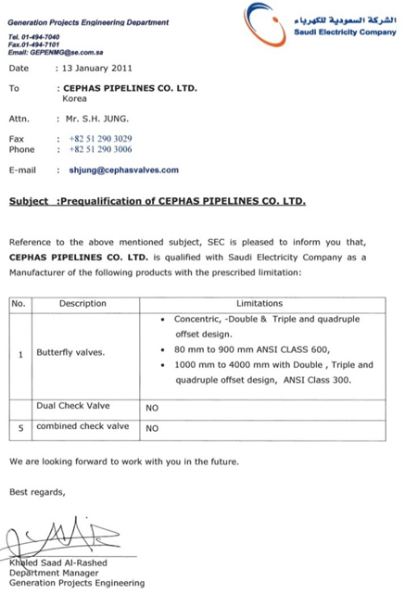 Generation Projects Engineering Department
Tel. 01-494-7040
Fax.01-494-7101
Email: GEPENMG@se.com.sa
الشركة السعودية للكهرباء
Saudi Electricity Company
Date : 13 January 2011
To : CEPHAS PIPELINES CO. LTD.
Korea
Attn. : Mr. S.H. JUNG.
Fax : +82 51 290 3029
Phone : +82 51 290 3006
E-mail : shjung@cephasvalves.com
Subject :Prequalification of CEPHAS PIPELINES CO. LTD.
Reference to the above mentioned subject, SEC is pleased to inform you that,
CEPHAS PIPELINES CO. LTD. is qualified with Saudi Electricity Company as a
Manufacturer of the following products with the prescribed limitation:
No. Description Limitations
1 Butterfly valves.
• Concentric, -Double & Triple and quadruple
offset design.
• 80 mm to 900 mm ANSI CLASS 600,
• 1000 mm to 4000 mm with Double , Triple and
quadruple offset design, ANSI Class 300.
Dual Check Valve NO
5 combined check valve NO
We are looking forward to work with you in the future.
Best regards,
Khaled Saad Al-Rashed
Department Manager
Generation Projects Engineering